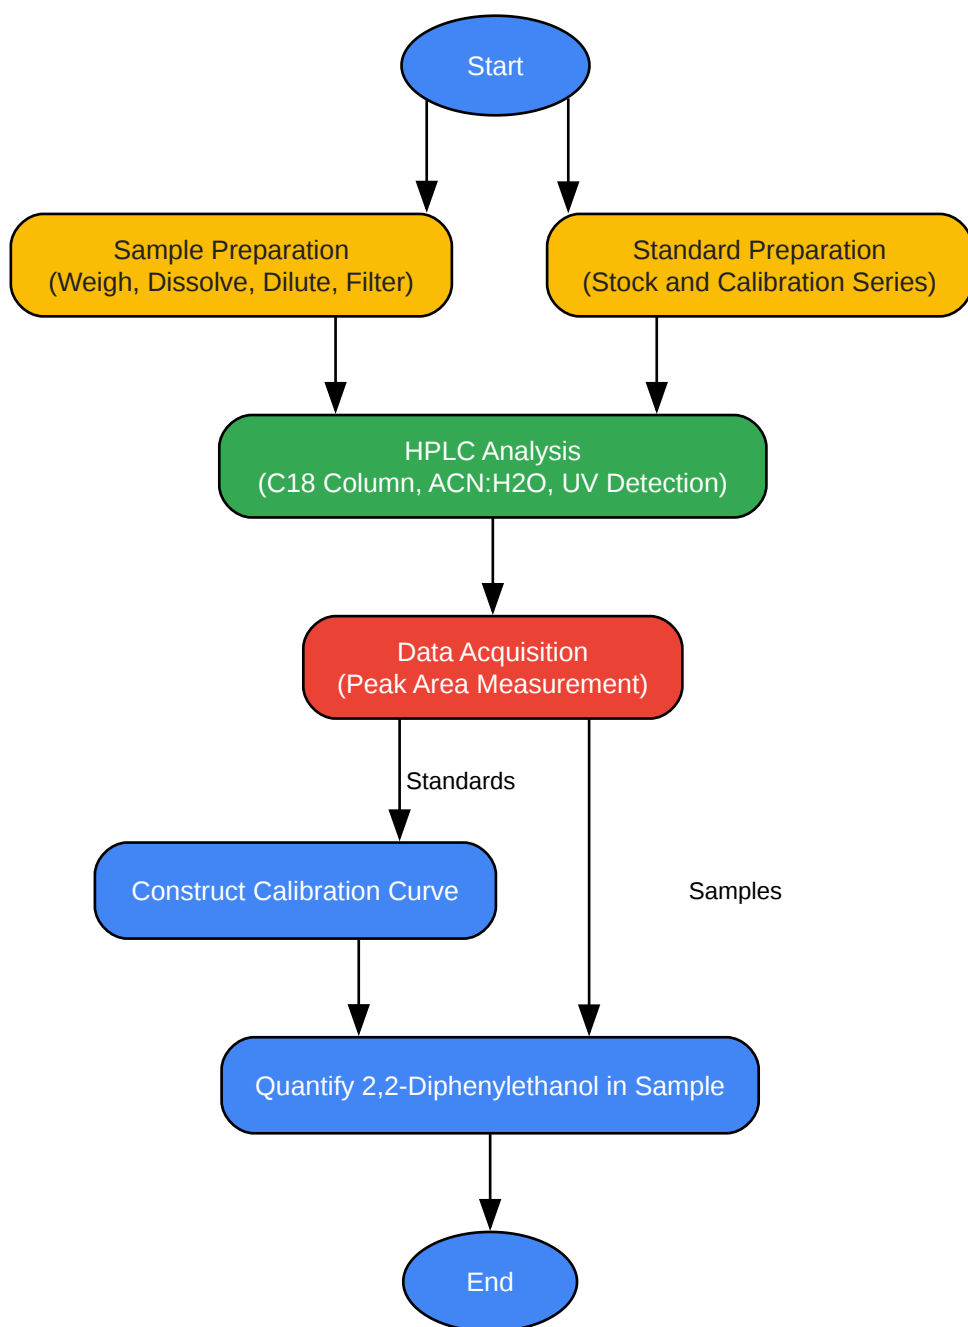 Start
Sample Preparation
(Weigh, Dissolve, Dilute, Filter)
Standard Preparation
(Stock and Calibration Series)
HPLC Analysis
(C18 Column, ACN:H2O, UV Detection)
Data Acquisition
(Peak Area Measurement)
Standards
Construct Calibration Curve
Samples
Quantify 2,2-Diphenylethanol in Sample
End